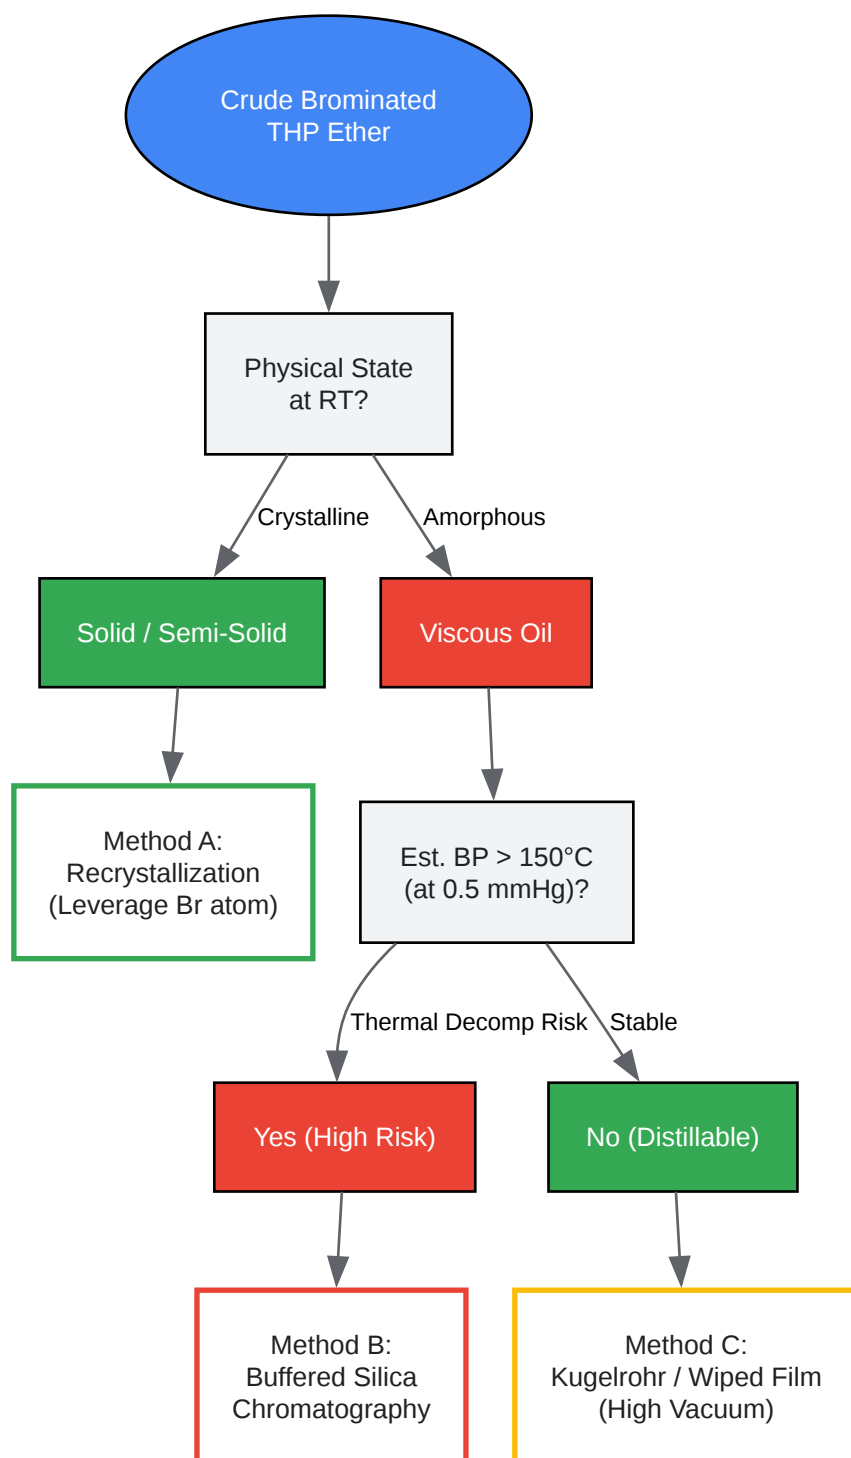 Crude Brominated
THP Ether
Physical State
at RT?
Crystalline
Amorphous
Solid / Semi-Solid
Viscous Oil
Method A:
Recrystallization
(Leverage Br atom)
Est. BP > 150°C
(at 0.5 mmHg)?
Thermal Decomp Risk
Stable
Yes (High Risk)
No (Distillable)
Method B:
Buffered Silica
Chromatography
Method C:
Kugelrohr / Wiped Film
(High Vacuum)